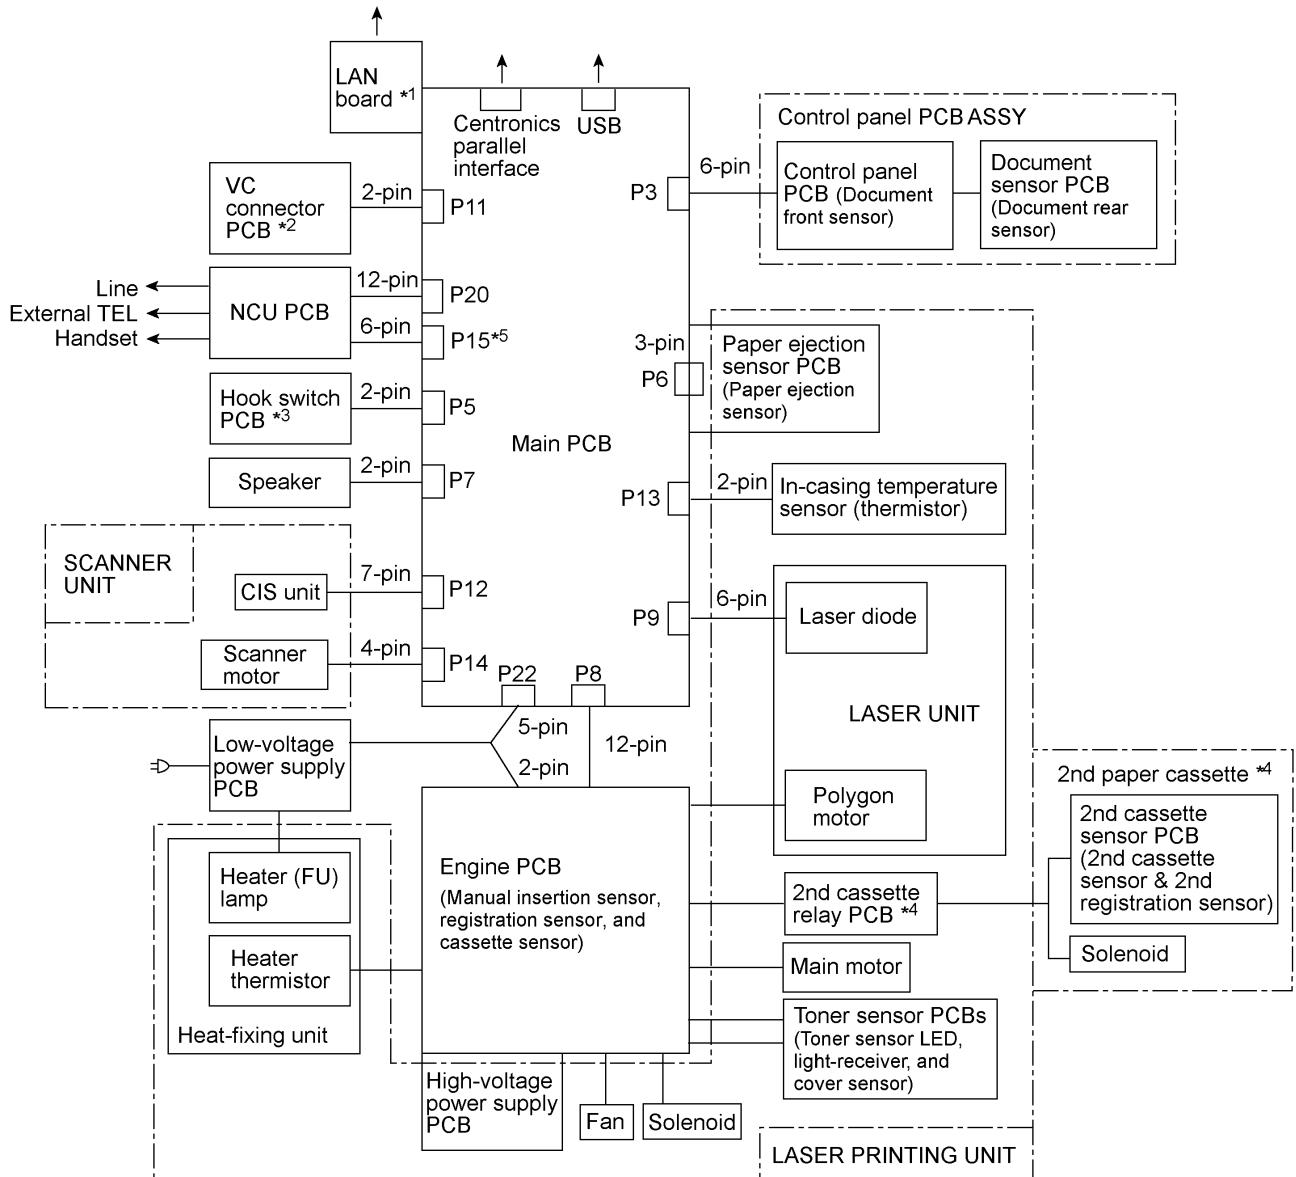 LAN
board *1
Centronics
parallel
interface
USB
Control panel PCB ASSY
6-pin
P3
Control panel
PCB (Document
front sensor)
Document
sensor PCB
(Document rear
sensor)
VC
connector
PCB *2
2-pin
P11
Line
External TEL
Handset
NCU PCB
12-pin
P20
6-pin
P15*5
3-pin
P6
Paper ejection
sensor PCB
(Paper ejection
sensor)
Hook switch
PCB *3
2-pin
P5
Main PCB
Speaker
2-pin
P7
P13
2-pin
In-casing temperature
sensor (thermistor)
SCANNER
UNIT
CIS unit
7-pin
P12
P9
6-pin
Laser diode
Scanner
motor
4-pin
P14
P22
P8
LASER UNIT
Low-voltage
power supply
PCB
5-pin
2-pin
12-pin
Polygon
motor
2nd paper cassette *4
2nd cassette
sensor PCB
(2nd cassette
sensor & 2nd
registration sensor)
Solenoid
Engine PCB
(Manual insertion sensor,
registration sensor, and
cassette sensor)
Heater (FU)
lamp
Heater
thermistor
Heat-fixing unit
2nd cassette
relay PCB *4
Main motor
Toner sensor PCBs
(Toner sensor LED,
light-receiver, and
cover sensor)
High-voltage
power supply
PCB
Fan
Solenoid
LASER PRINTING UNIT